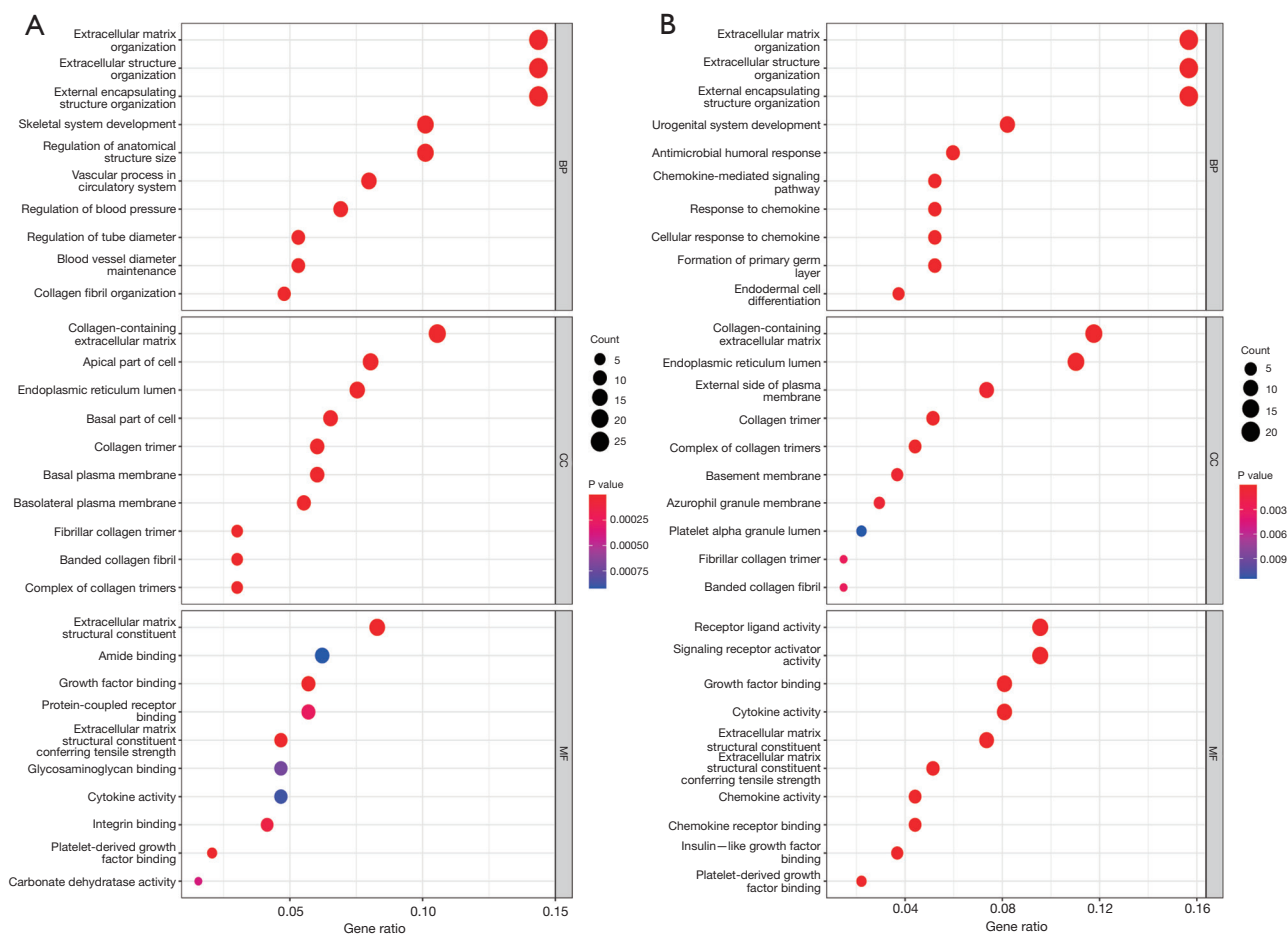 A
Extracellular matrix
organization
Extracellular structure
organization
External encapsulating
structure organization
Skeletal system development
Regulation of anatomical
structure size
Vascular process in
circulatory system
Regulation of blood pressure
Regulation of tube diameter
Blood vessel diameter
maintenance
Collagen fibril organization
BP
Collagen-containing
extracellular matrix
Apical part of cell
Endoplasmic reticulum lumen
Basal part of cell
Collagen trimer
Basal plasma membrane
Basolateral plasma membrane
Fibrillar collagen trimer
Banded collagen fibril
Complex of collagen trimers
CC
Extracellular matrix
structural constituent
Amide binding
Growth factor binding
Protein-coupled receptor
binding
Extracellular matrix
structural constituent
conferring tensile strength
Glycosaminoglycan binding
Cytokine activity
Integrin binding
Platelet-derived growth
factor binding
Carbonate dehydratase activity
MF
0.05
0.10
0.15
Gene ratio
Count
5
10
15
20
25
P value
0.00025
0.00050
0.00075
B
Extracellular matrix
organization
Extracellular structure
organization
External encapsulating
structure organization
Urogenital system development
Antimicrobial humoral response
Chemokine-mediated signaling
pathway
Response to chemokine
Cellular response to chemokine
Formation of primary germ
layer
Endodermal cell
differentiation
BP
Collagen-containing
extracellular matrix
Endoplasmic reticulum lumen
External side of plasma
membrane
Collagen trimer
Complex of collagen trimers
Basement membrane
Azurophil granule membrane
Platelet alpha granule lumen
Fibrillar collagen trimer
Banded collagen fibril
CC
Receptor ligand activity
Signaling receptor activator
activity
Growth factor binding
Cytokine activity
Extracellular matrix
structural constituent
Extracellular matrix
structural constituent
conferring tensile strength
Chemokine activity
Chemokine receptor binding
Insulin—like growth factor
binding
Platelet-derived growth
factor binding
MF
0.04
0.08
0.12
0.16
Gene ratio
Count
5
10
15
20
P value
0.003
0.006
0.009